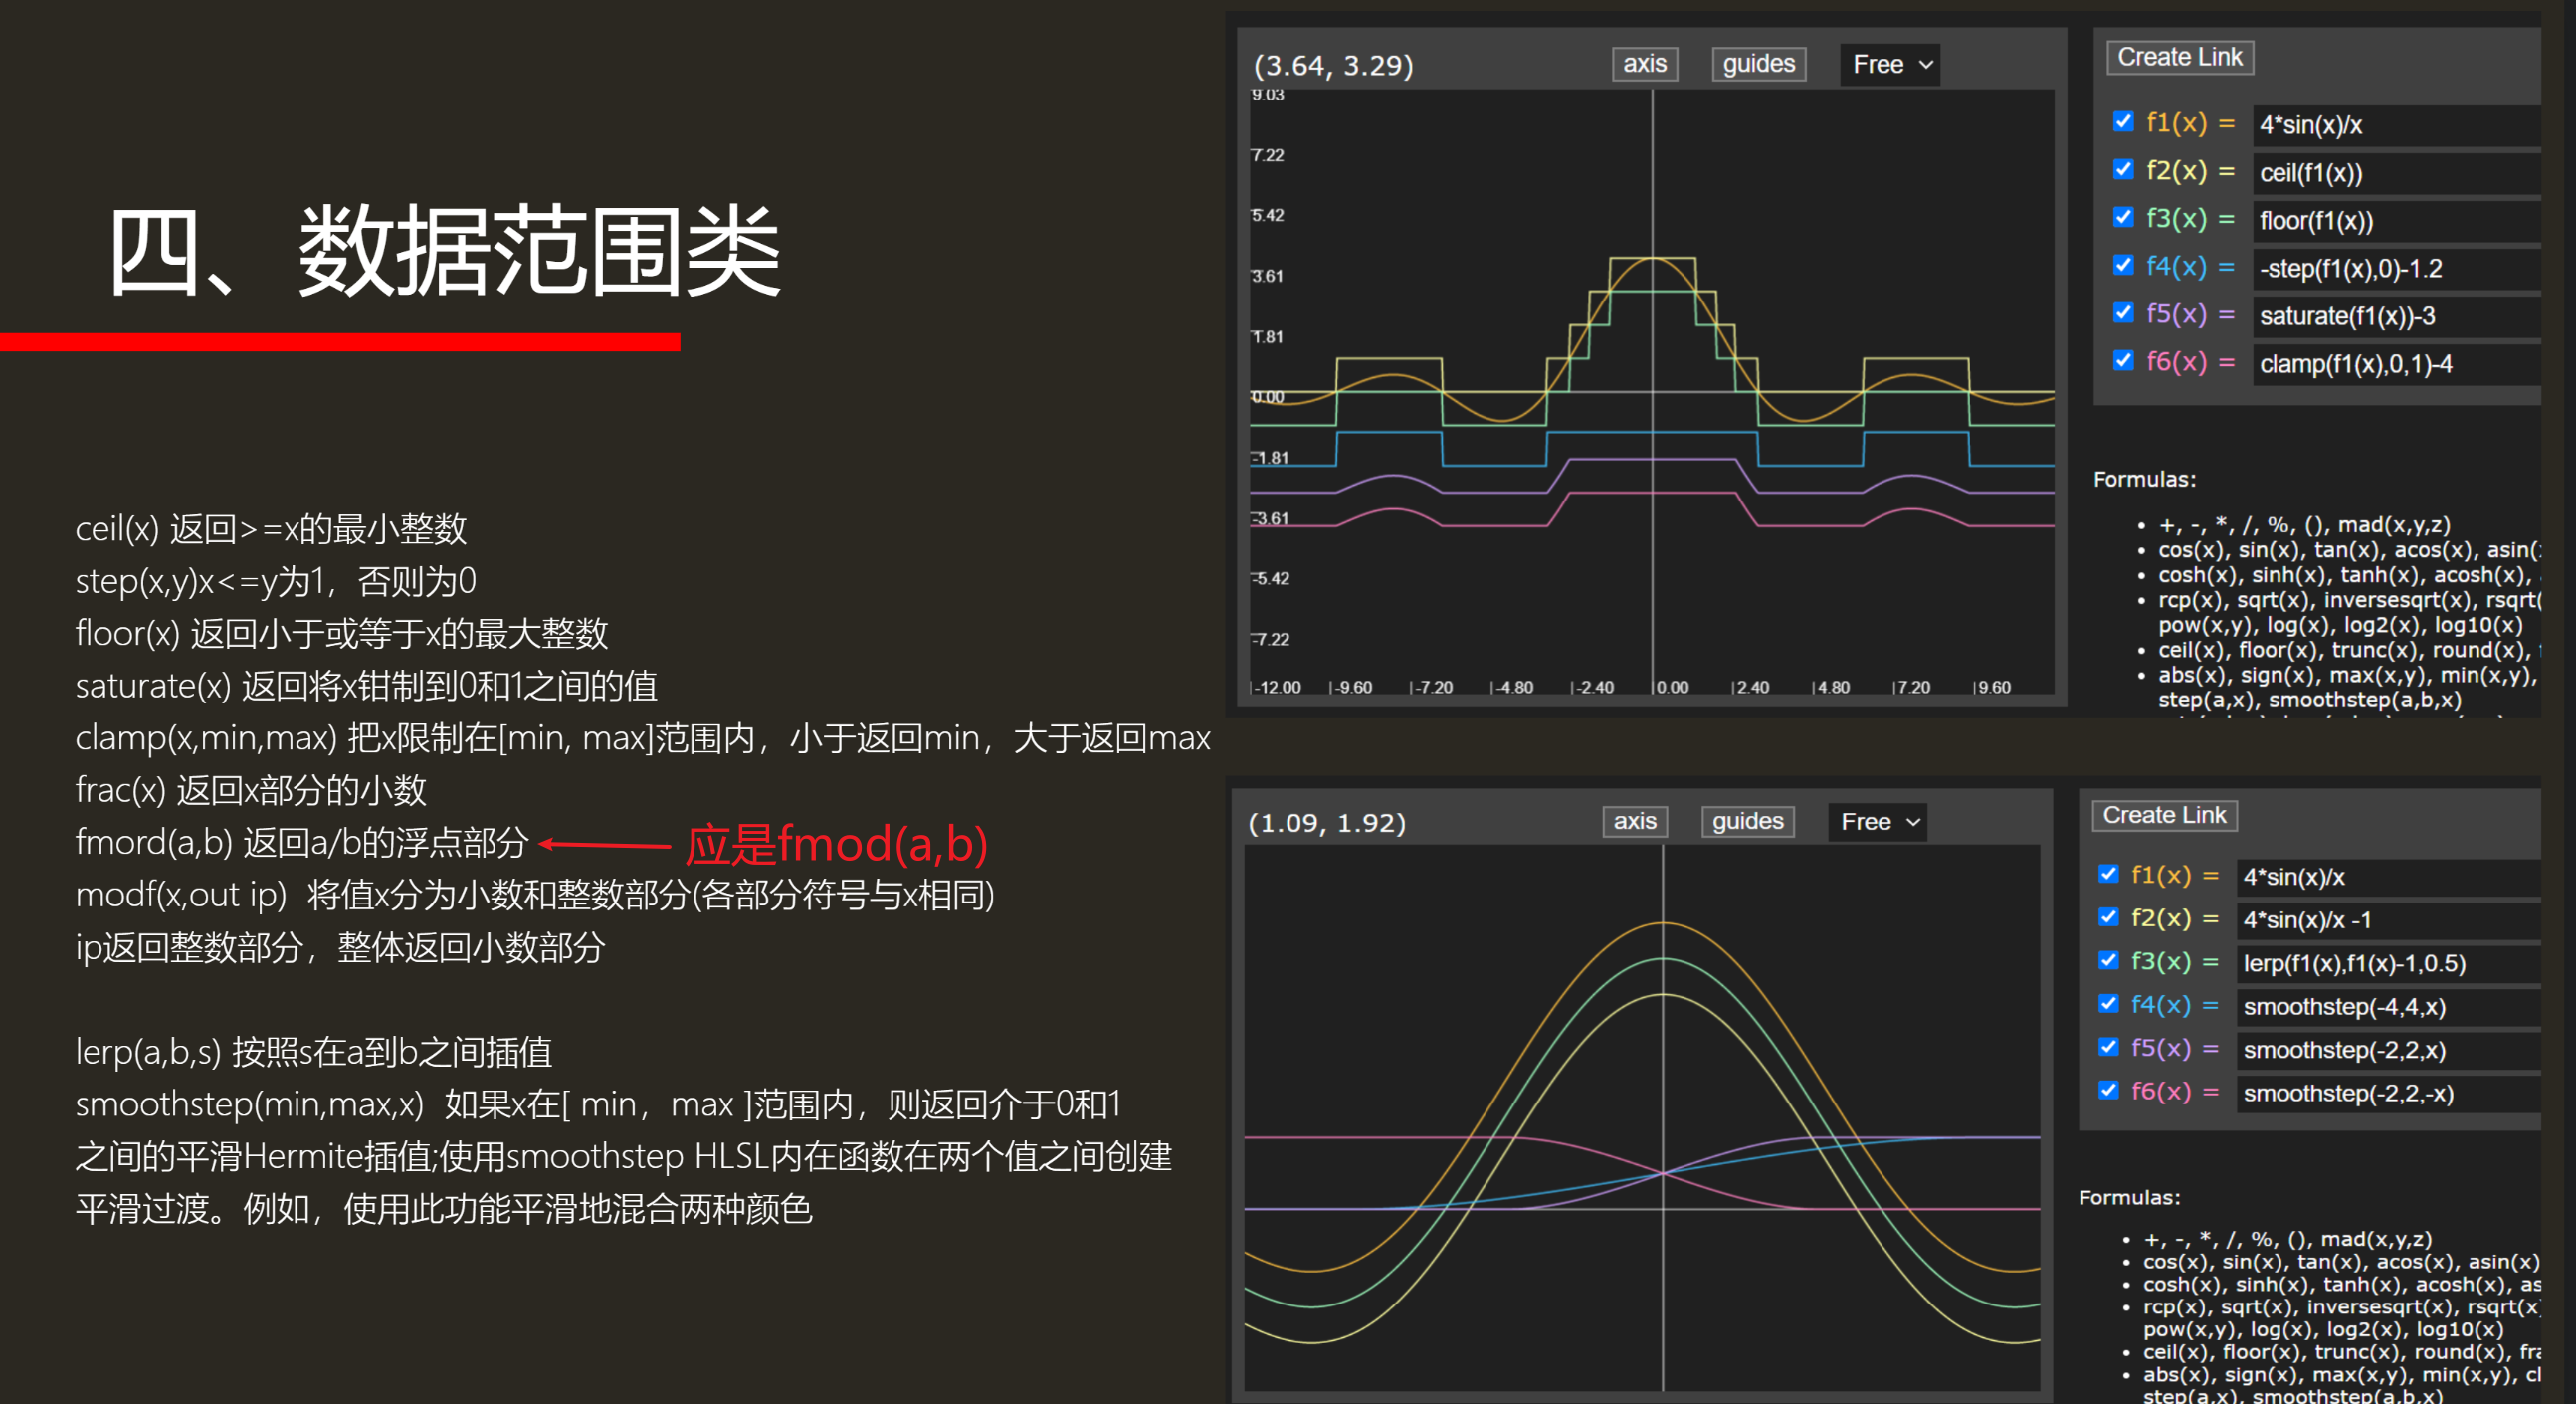 四、数据范围类
ceil(x) 返回>=x的最小整数
step(x,y)x<=y为1，否则为0
floor(x) 返回小于或等于x的最大整数
saturate(x) 返回将x钳制到0和1之间的值
clamp(x,min,max) 把x限制在[min, max]范围内，小于返回min，大于返回max
frac(x) 返回x部分的小数
fmord(a,b) 返回a/b的浮点部分
应是fmod(a,b)
modf(x,out ip)  将值x分为小数和整数部分(各部分符号与x相同)
ip返回整数部分，整体返回小数部分
lerp(a,b,s) 按照s在a到b之间插值
smoothstep(min,max,x)  如果x在[ min，max ]范围内，则返回介于0和1
之间的平滑Hermite插值;使用smoothstep HLSL内在函数在两个值之间创建
平滑过渡。例如，使用此功能平滑地混合两种颜色
(3.64, 3.29)
axis
guides
Free
9.03
7.22
5.42
3.61
1.81
0.00
-1.81
-3.61
-5.42
-7.22
-12.00 -9.60 -7.20 -4.80 -2.40 0.00 2.40 4.80 7.20 9.60
Create Link
f1(x) = 4*sin(x)/x
f2(x) = ceil(f1(x))
f3(x) = floor(f1(x))
f4(x) = -step(f1(x),0)-1.2
f5(x) = saturate(f1(x))-3
f6(x) = clamp(f1(x),0,1)-4
Formulas:
• +, -, *, /, %, (), mad(x,y,z)
• cos(x), sin(x), tan(x), acos(x), asin(
• cosh(x), sinh(x), tanh(x), acosh(x),
• rcp(x), sqrt(x), inversesqrt(x), rsqrt(
pow(x,y), log(x), log2(x), log10(x)
• ceil(x), floor(x), trunc(x), round(x),
• abs(x), sign(x), max(x,y), min(x,y),
step(a,x), smoothstep(a,b,x)
(1.09, 1.92)
axis
guides
Free
Create Link
f1(x) = 4*sin(x)/x
f2(x) = 4*sin(x)/x -1
f3(x) = lerp(f1(x),f1(x)-1,0.5)
f4(x) = smoothstep(-4,4,x)
f5(x) = smoothstep(-2,2,x)
f6(x) = smoothstep(-2,2,-x)
Formulas:
• +, -, *, /, %, (), mad(x,y,z)
• cos(x), sin(x), tan(x), acos(x), asin(x)
• cosh(x), sinh(x), tanh(x), acosh(x), as
• rcp(x), sqrt(x), inversesqrt(x), rsqrt(x)
pow(x,y), log(x), log2(x), log10(x)
• ceil(x), floor(x), trunc(x), round(x), fra
• abs(x), sign(x), max(x,y), min(x,y), cl
step(a,x), smoothstep(a,b,x)